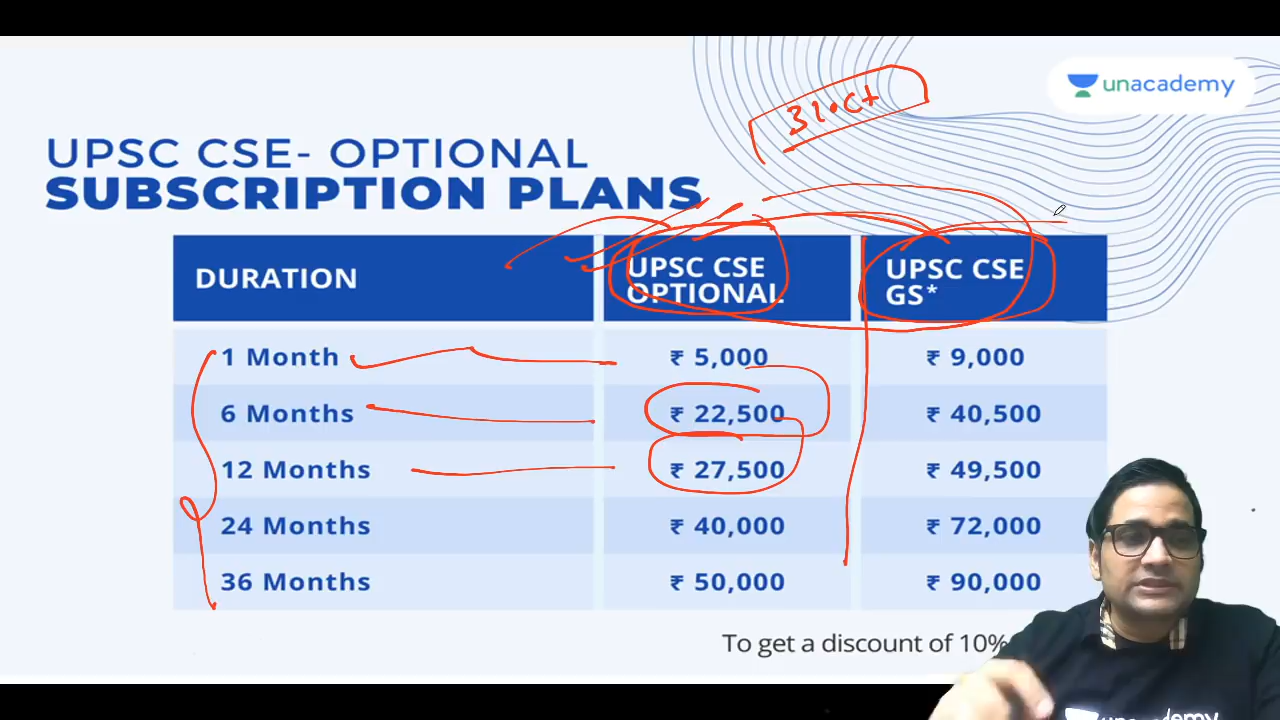 unacademy
31 oct
UPSC CSE- OPTIONAL
SUBSCRIPTION PLANS
DURATION UPSC CSE OPTIONAL UPSC CSE GS*
1 Month ₹ 5,000 ₹ 9,000
6 Months ₹ 22,500 ₹ 40,500
12 Months ₹ 27,500 ₹ 49,500
24 Months ₹ 40,000 ₹ 72,000
36 Months ₹ 50,000 ₹ 90,000
To get a discount of 10%